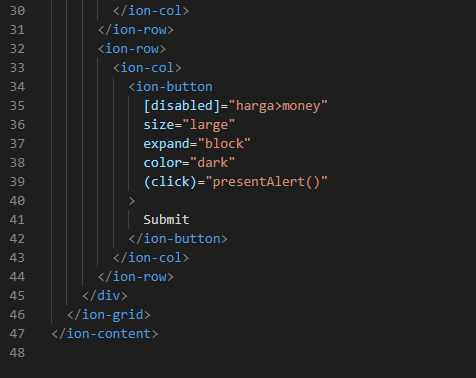 30 </ion-col>
31 </ion-row>
32 <ion-row>
33 <ion-col>
34 <ion-button
35 [disabled]="harga>money"
36 size="large"
37 expand="block"
38 color="dark"
39 (click)="presentAlert()"
40 >
41 Submit
42 </ion-button>
43 </ion-col>
44 </ion-row>
45 </div>
46 </ion-grid>
47 </ion-content>
48